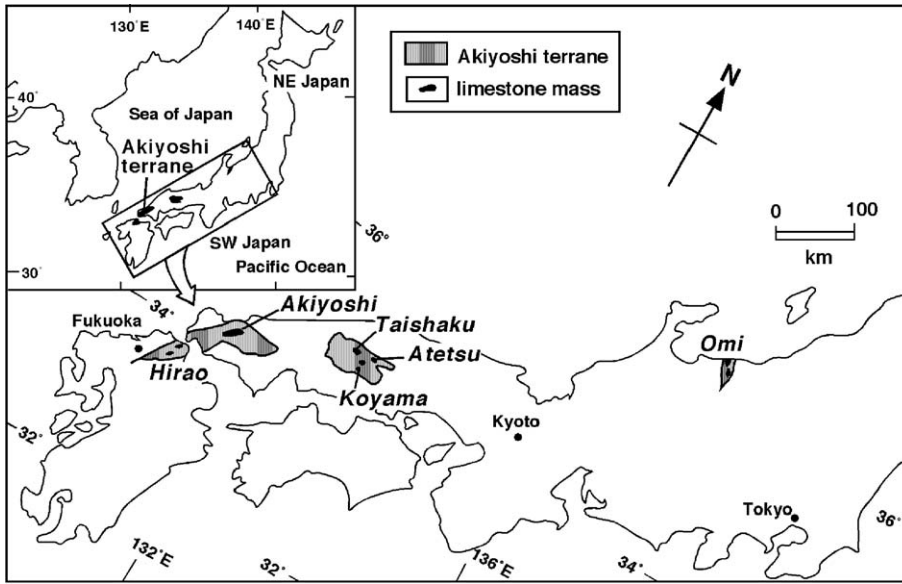 130°E
140°E
NE Japan
40°
Sea of Japan
Akiyoshi
terrane
SW Japan
Pacific Ocean
36°
30°
Akiyoshi terrane
limestone mass
N
0
100
km
34°
Fukuoka
Akiyoshi
Taishaku
Atetsu
Hirao
Koyama
Omi
32°
Kyoto
Tokyo
36°
132°E
32°
136°E
34°